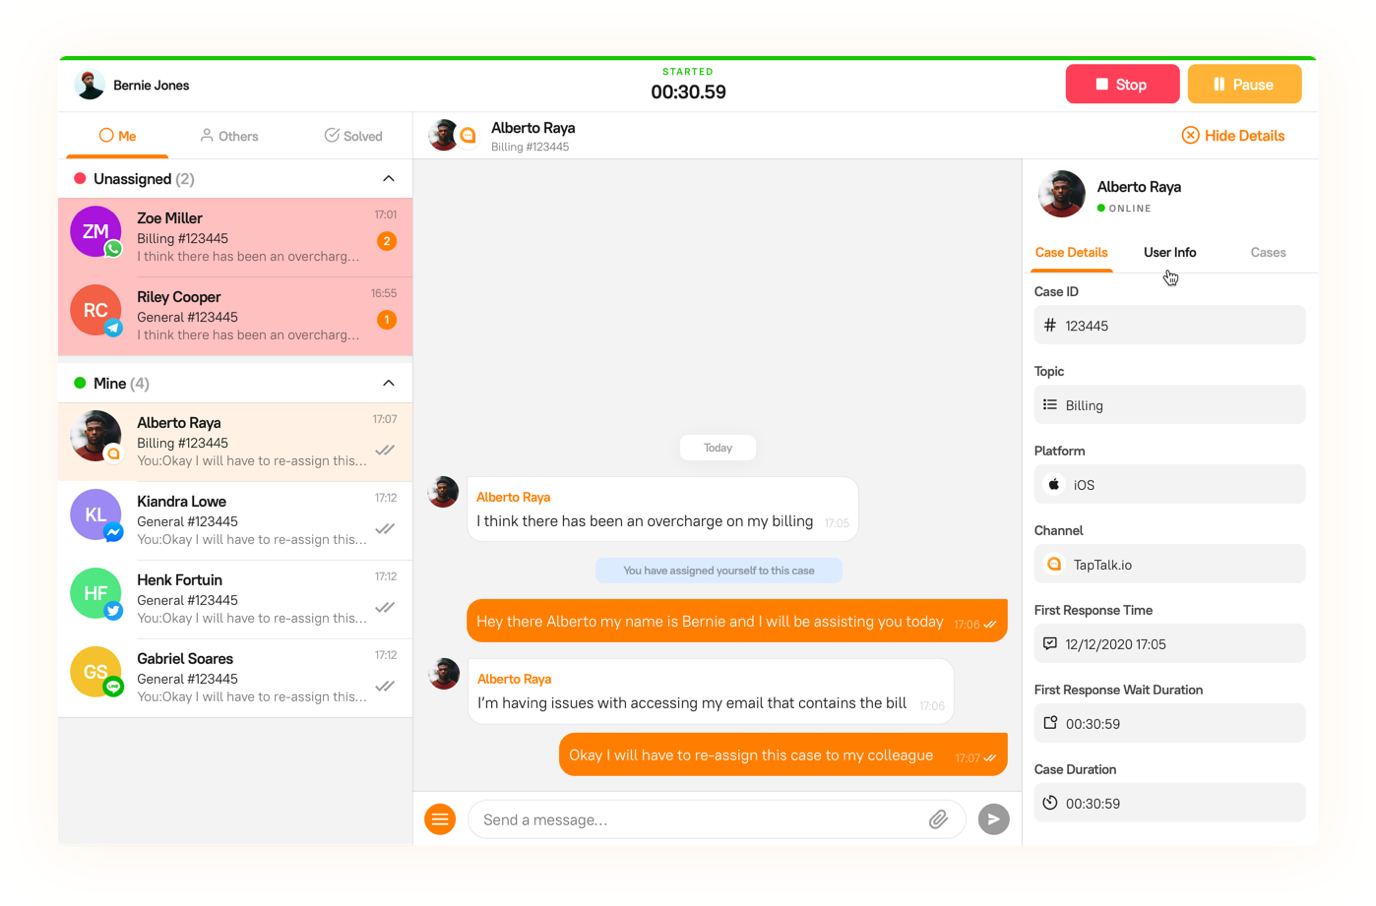 Bernie Jones
STARTED
00:30.59
Stop
Pause
Me
Others
Solved
Unassigned (2)
ZM
Zoe Miller
17:01
Billing #123445
2
I think there has been an overcharg...
RC
Riley Cooper
16:55
General #123445
1
I think there has been an overcharg...
Mine (4)
Alberto Raya
17:07
Billing #123445
You:Okay I will have to re-assign this...
KL
Kiandra Lowe
17:12
General #123445
You:Okay I will have to re-assign this...
HF
Henk Fortuin
17:12
General #123445
You:Okay I will have to re-assign this...
GS
LINE
Gabriel Soares
17:12
General #123445
You:Okay I will have to re-assign this...
Alberto Raya
Billing #123445
Hide Details
Today
Alberto Raya
I think there has been an overcharge on my billing 17:05
You have assigned yourself to this case
Hey there Alberto my name is Bernie and I will be assisting you today 17:06
Alberto Raya
I'm having issues with accessing my email that contains the bill 17:06
Okay I will have to re-assign this case to my colleague 17:07
Send a message...
Alberto Raya
ONLINE
Case Details
User Info
Cases
Case ID
# 123445
Topic
Billing
Platform
iOS
Channel
TapTalk.io
First Response Time
12/12/2020 17:05
First Response Wait Duration
00:30:59
Case Duration
00:30:59